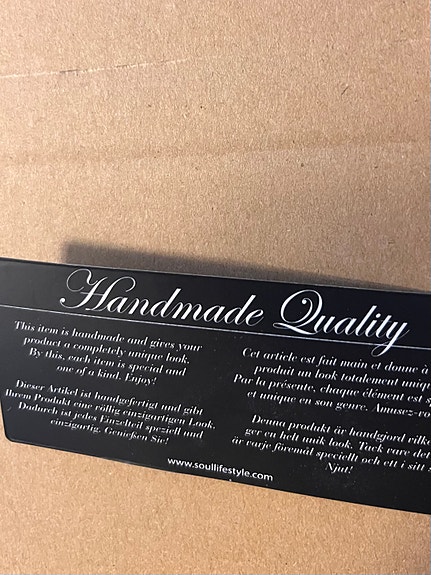 Handmade Quality
This item is handmade and gives your
product a completely unique look.
By this, each item is special and
one of a kind. Enjoy!
Dieser Artikel ist handgefertigt und gibt
ihrem Produkt eine röllig einzigartigen Look.
Dadurch ist jedes Einzelteil speziell und
einzigartig. Genießen Sie!
Cet article est fait main et donne à
produit un look totalement uniq
Par la présente, chaque élément est s
et unique en son genre. Amusez-vo
Denna produkt är handgjord vilk
ger en helt unik look. Tack vare det
är varje föremål speciellt och ett i sitt s
Njut!
www.soullifestyle.com